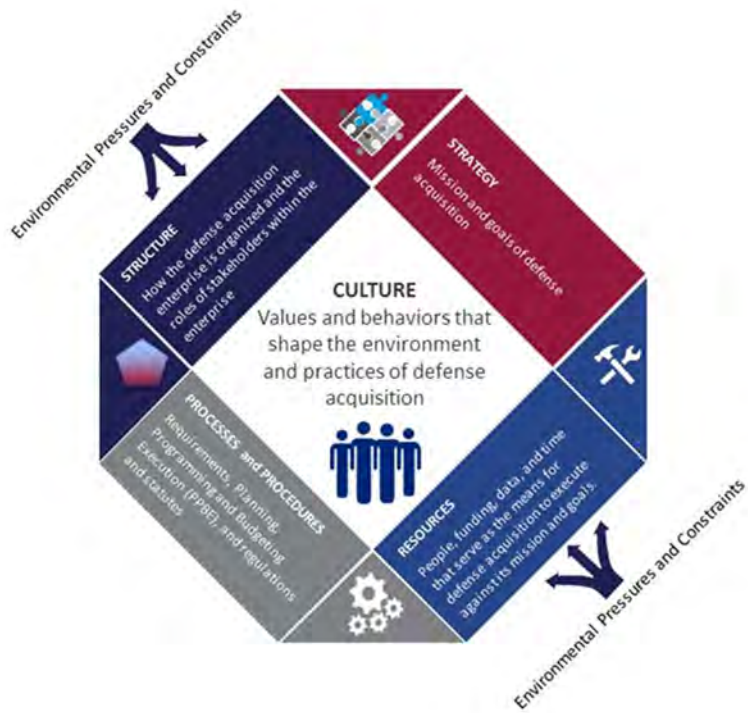 Environmental Pressures and Constraints
STRUCTURE
How the defense acquisition
enterprise is organized and the
roles of stakeholders within the
enterprise
STRATEGY
Mission and goals of defense
acquisition
CULTURE
Values and behaviors that
shape the environment
and practices of defense
acquisition
PROCESSES and PROCEDURES
Requirements, Planning,
Programming and Budgeting
Execution (PPBE), and regulations
and statutes
RESOURCES
People, funding, data, and time
that serve as the means for
defense acquisition to execute
against its mission and goals.
Environmental Pressures and Constraints